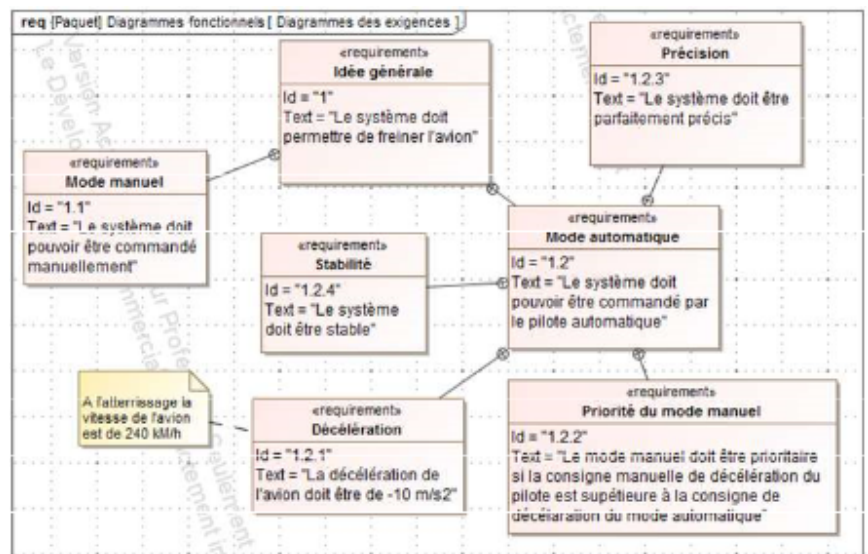 req [Paquet] Diagrammes fonctionnels [ Diagrammes des exigences ]
«requirement»
Idée générale
Id = "1"
Text = "Le système doit
permettre de freiner l'avion"
«requirement»
Précision
Id = "1.2.3"
Text = "Le système doit être
parfaitement précis"
«requirement»
Mode manuel
Id = "1.1"
Text = "Le système doit
pouvoir être commandé
manuellement"
«requirement»
Mode automatique
Id = "1.2"
Text = "Le système doit
pouvoir être commandé par
le pilote automatique"
«requirement»
Stabilité
Id = "1.2.4"
Text = "Le système
doit être stable"
A l'atterrissage la
vitesse de l'avion
est de 240 kM/h
«requirement»
Décélération
Id = "1.2.1"
Text = "La décélération de
l'avion doit être de -10 m/s2"
«requirement»
Priorité du mode manuel
Id = "1.2.2"
Text = "Le mode manuel doit être prioritaire
si la consigne manuelle de décélération du
pilote est supétieure à la consigne de
décélaration du mode automatique"
Version
Le